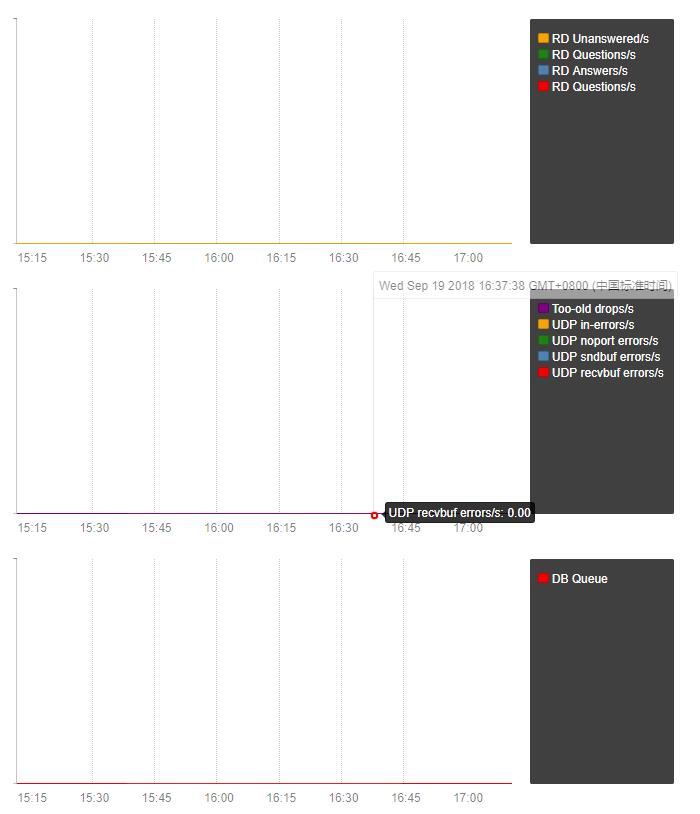 RD Unanswered/s
RD Questions/s
RD Answers/s
RD Questions/s
15:15 15:30 15:45 16:00 16:15 16:30 16:45 17:00
Wed Sep 19 2018 16:37:38 GMT+0800 (中国标准时间)
Too-old drops/s
UDP in-errors/s
UDP noport errors/s
UDP sndbuf errors/s
UDP recvbuf errors/s
UDP recvbuf errors/s: 0.00
15:15 15:30 15:45 16:00 16:15 16:30 16:45 17:00
DB Queue
15:15 15:30 15:45 16:00 16:15 16:30 16:45 17:00